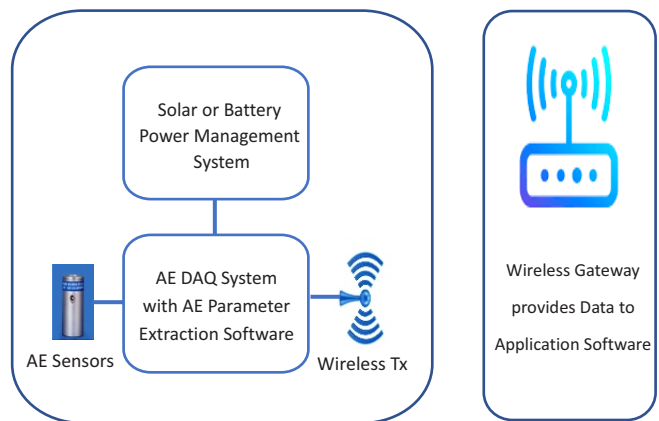 Solar or Battery
Power Management
System
AE DAQ System
with AE Parameter
Extraction Software
AE Sensors
Wireless Tx
Wireless Gateway
provides Data to
Application Software